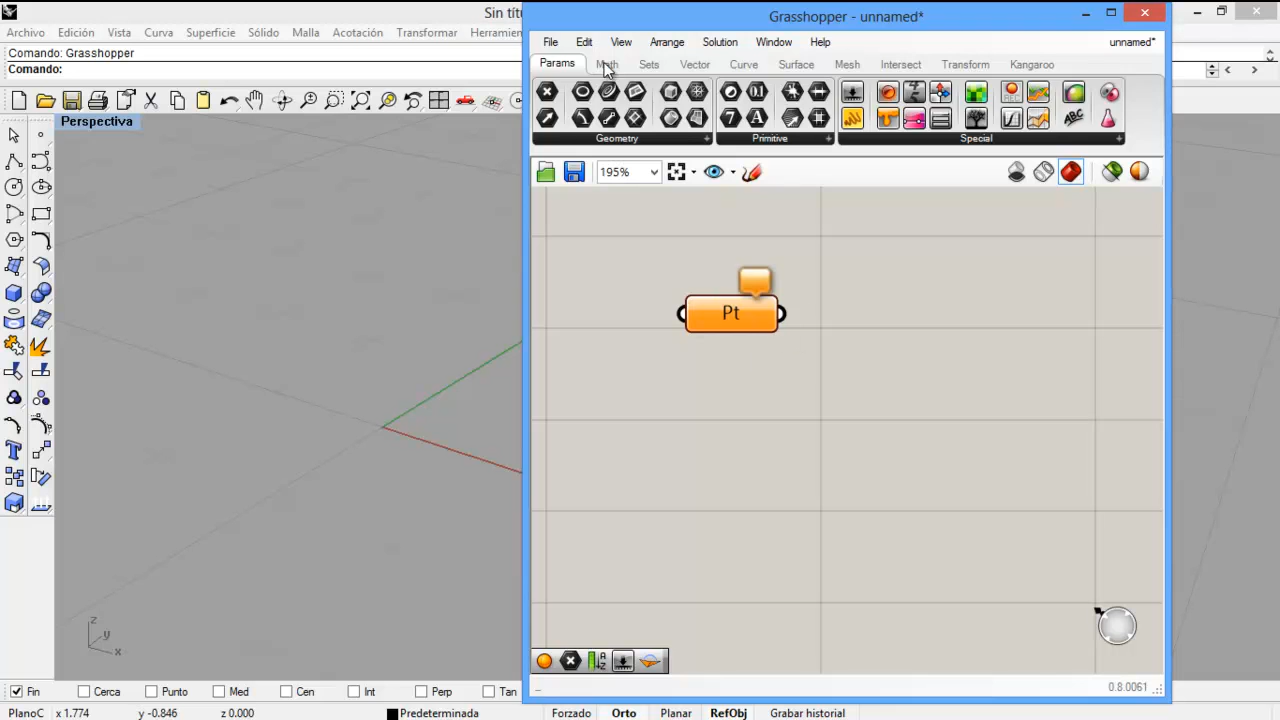 Sin tít
Grasshopper - unnamed*
Archivo Edición Vista Curva Superficie Sólido Malla Acotación Transformar Herramien
File Edit View Arrange Solution Window Help unnamed*
Comando: Grasshopper
Comando:
Params Math Sets Vector Curve Surface Mesh Intersect Transform Kangaroo
Geometry Primitive Special
Perspectiva
195%
Pt
z
y
x
0.8.0061
Fin Cerca Punto Med Cen Int Perp Tan
PlanoC x 1.774 y -0.846 z 0.000 Predeterminada Forzado Orto Planar RefObj Grabar historial